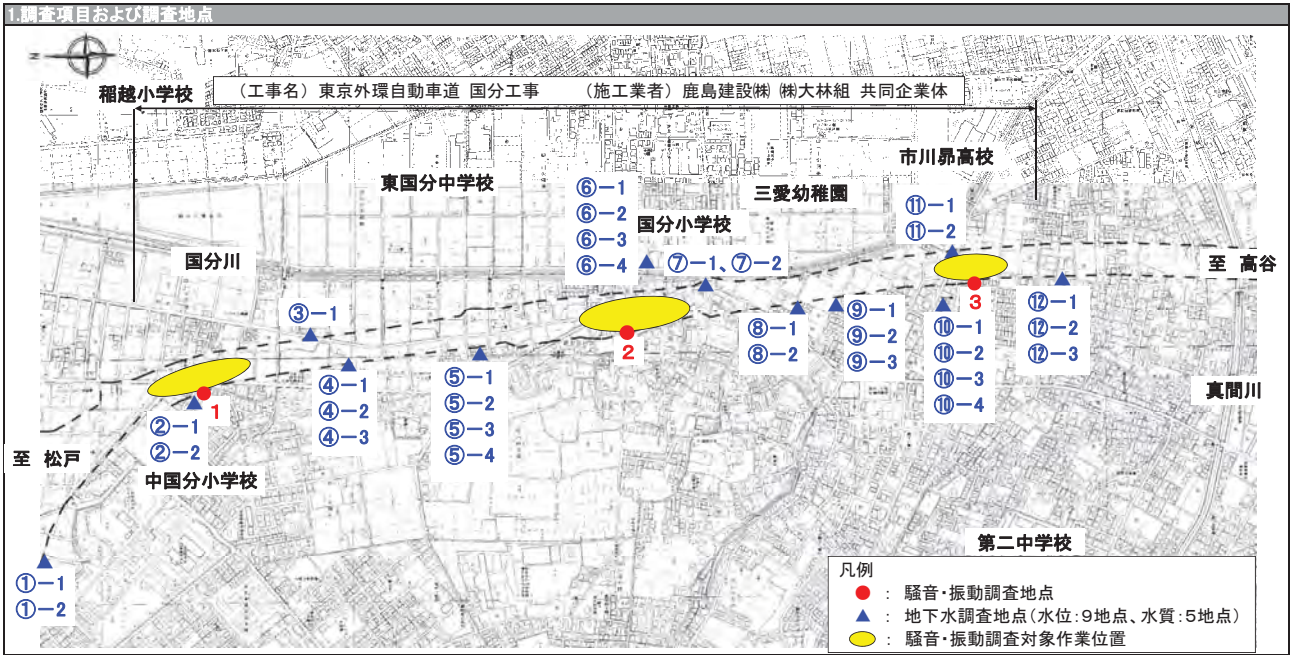 1.調査項目および調査地点
N
稲越小学校
(工事名)東京外環自動車道 国分工事 (施工業者)鹿島建設㈱ ㈱大林組 共同企業体
市川昴高校
東国分中学校
⑥-1
⑥-2
⑥-3
⑥-4
三愛幼稚園
国分小学校
⑪-1
⑪-2
国分川
⑦-1、⑦-2
至 高谷
③-1
⑧-1
⑧-2
⑨-1
⑨-2
⑨-3
3
⑩-1
⑩-2
⑩-3
⑩-4
⑫-1
⑫-2
⑫-3
2
④-1
④-2
④-3
⑤-1
⑤-2
⑤-3
⑤-4
真間川
1
②-1
②-2
至 松戸
中国分小学校
①-1
①-2
第二中学校
凡例
● : 騒音・振動調査地点
▲ : 地下水調査地点(水位:9地点、水質:5地点)
: 騒音・振動調査対象作業位置